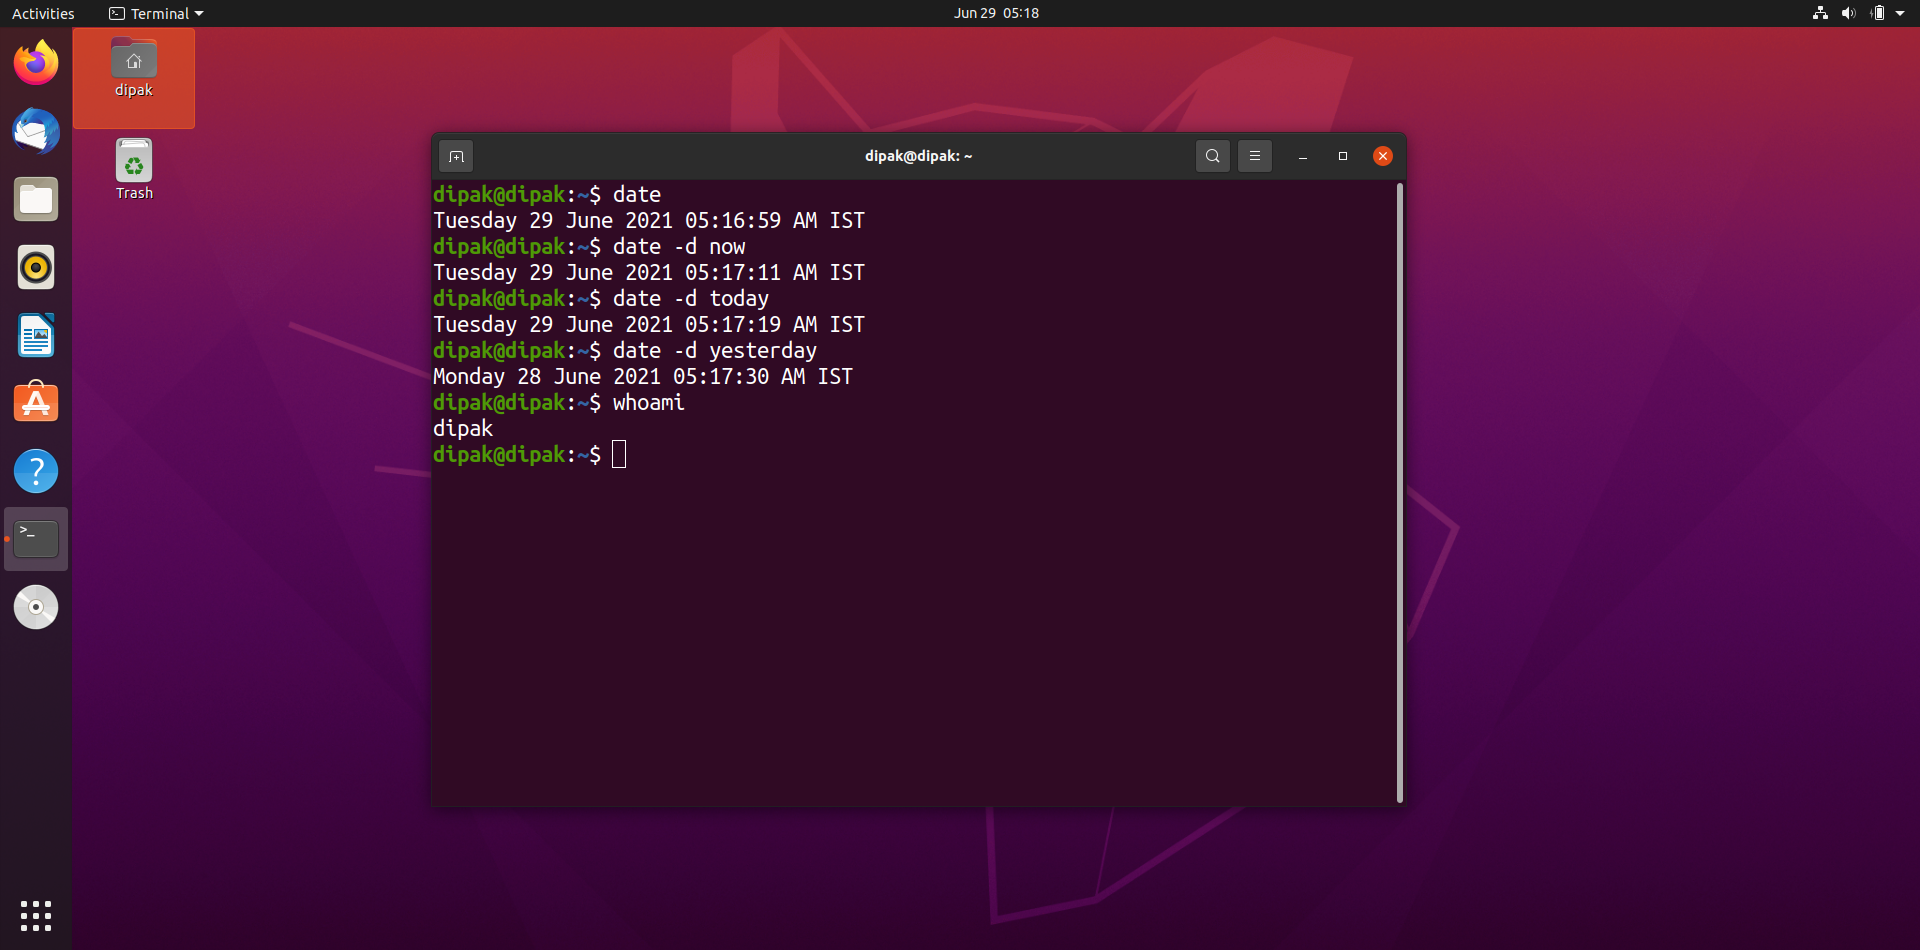 Activities Terminal Jun 29 05:18
dipak
Trash
dipak@dipak: ~
dipak@dipak:~$ date
Tuesday 29 June 2021 05:16:59 AM IST
dipak@dipak:~$ date -d now
Tuesday 29 June 2021 05:17:11 AM IST
dipak@dipak:~$ date -d today
Tuesday 29 June 2021 05:17:19 AM IST
dipak@dipak:~$ date -d yesterday
Monday 28 June 2021 05:17:30 AM IST
dipak@dipak:~$ whoami
dipak
dipak@dipak:~$